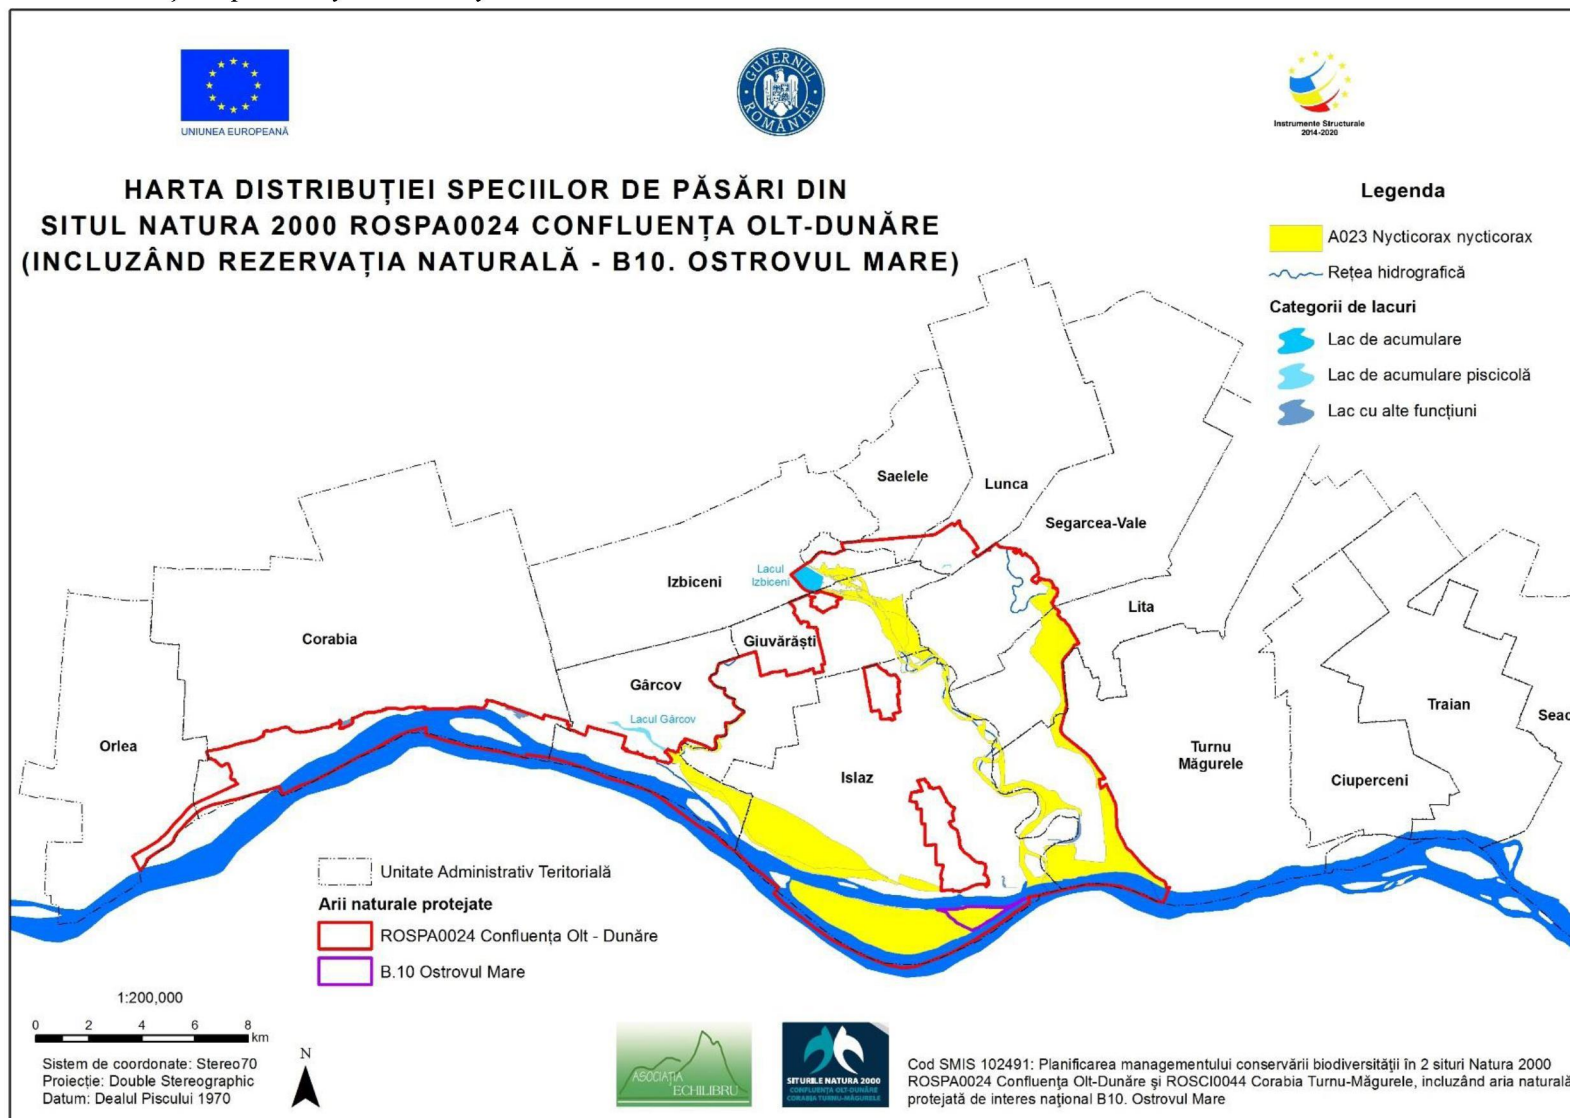 UNIUNEA EUROPEANĂ
GUVERNUL ROMÂNIEI
Instrumente Structurale
2014-2020
HARTA DISTRIBUȚIEI SPECIILOR DE PĂSĂRI DIN
SITUL NATURA 2000 ROSPA0024 CONFLUENȚA OLT-DUNĂRE
(INCLUZÂND REZERVAȚIA NATURALĂ - B10. OSTROVUL MARE)
Legenda
A023 Nycticorax nycticorax
Rețea hidrografică
Categorii de lacuri
Lac de acumulare
Lac de acumulare piscicolă
Lac cu alte funcțiuni
Saelele
Lunca
Segarcea-Vale
Lacul
Izbiceni
Izbiceni
Lita
Corabia
Giuvărăști
Gârcov
Lacul Gârcov
Orlea
Islaz
Turnu
Măgurele
Traian
Seac
Ciuperceni
Unitate Administrativ Teritorială
Arii naturale protejate
ROSPA0024 Confluența Olt - Dunăre
B.10 Ostrovul Mare
1:200,000
0 2 4 6 8
km
N
Sistem de coordonate: Stereo70
Proiecție: Double Stereographic
Datum: Dealul Piscului 1970
ASOCIAȚIA
ECHILIBRU
SITURILE NATURA 2000
CONFLUENȚA OLT-DUNĂRE
CORABIA TURNU-MĂGURELE
Cod SMIS 102491: Planificarea managementului conservării biodiversității în 2 situri Natura 2000
ROSPA0024 Confluența Olt-Dunăre și ROSCI0044 Corabia Turnu-Măgurele, incluzând aria naturală
protejată de interes național B10. Ostrovul Mare